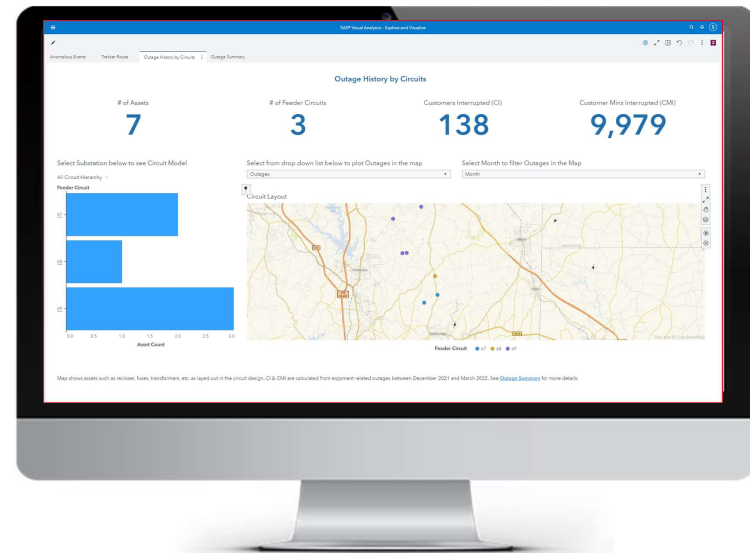 SAS® Visual Analytics - Explore and Visualize
Anomalous Events
Trekker Route
Outage History by Circuits
Outage Summary
Outage History by Circuits
# of Assets
7
# of Feeder Circuits
3
Customers Interrupted (CI)
138
Customer Mins Interrupted (CMI)
9,979
Select Substation below to see Circuit Model
Select from drop down list below to plot Outages in the map
Select Month to filter Outages in the Map
All Circuit Hierarchy
Outages
Month
Feeder Circuit
Circuit Layout
0.0 0.5 1.0 1.5 2.0 2.5 3.0
Asset Count
Feeder Circuit 67 68 69
Map shows assets such as recloser, fuses, transformers, etc. as layed out in the circuit design. CI & CMI are calculated from eqipment related outages between December 2021 and March 2022. See Outage Summary for more details.